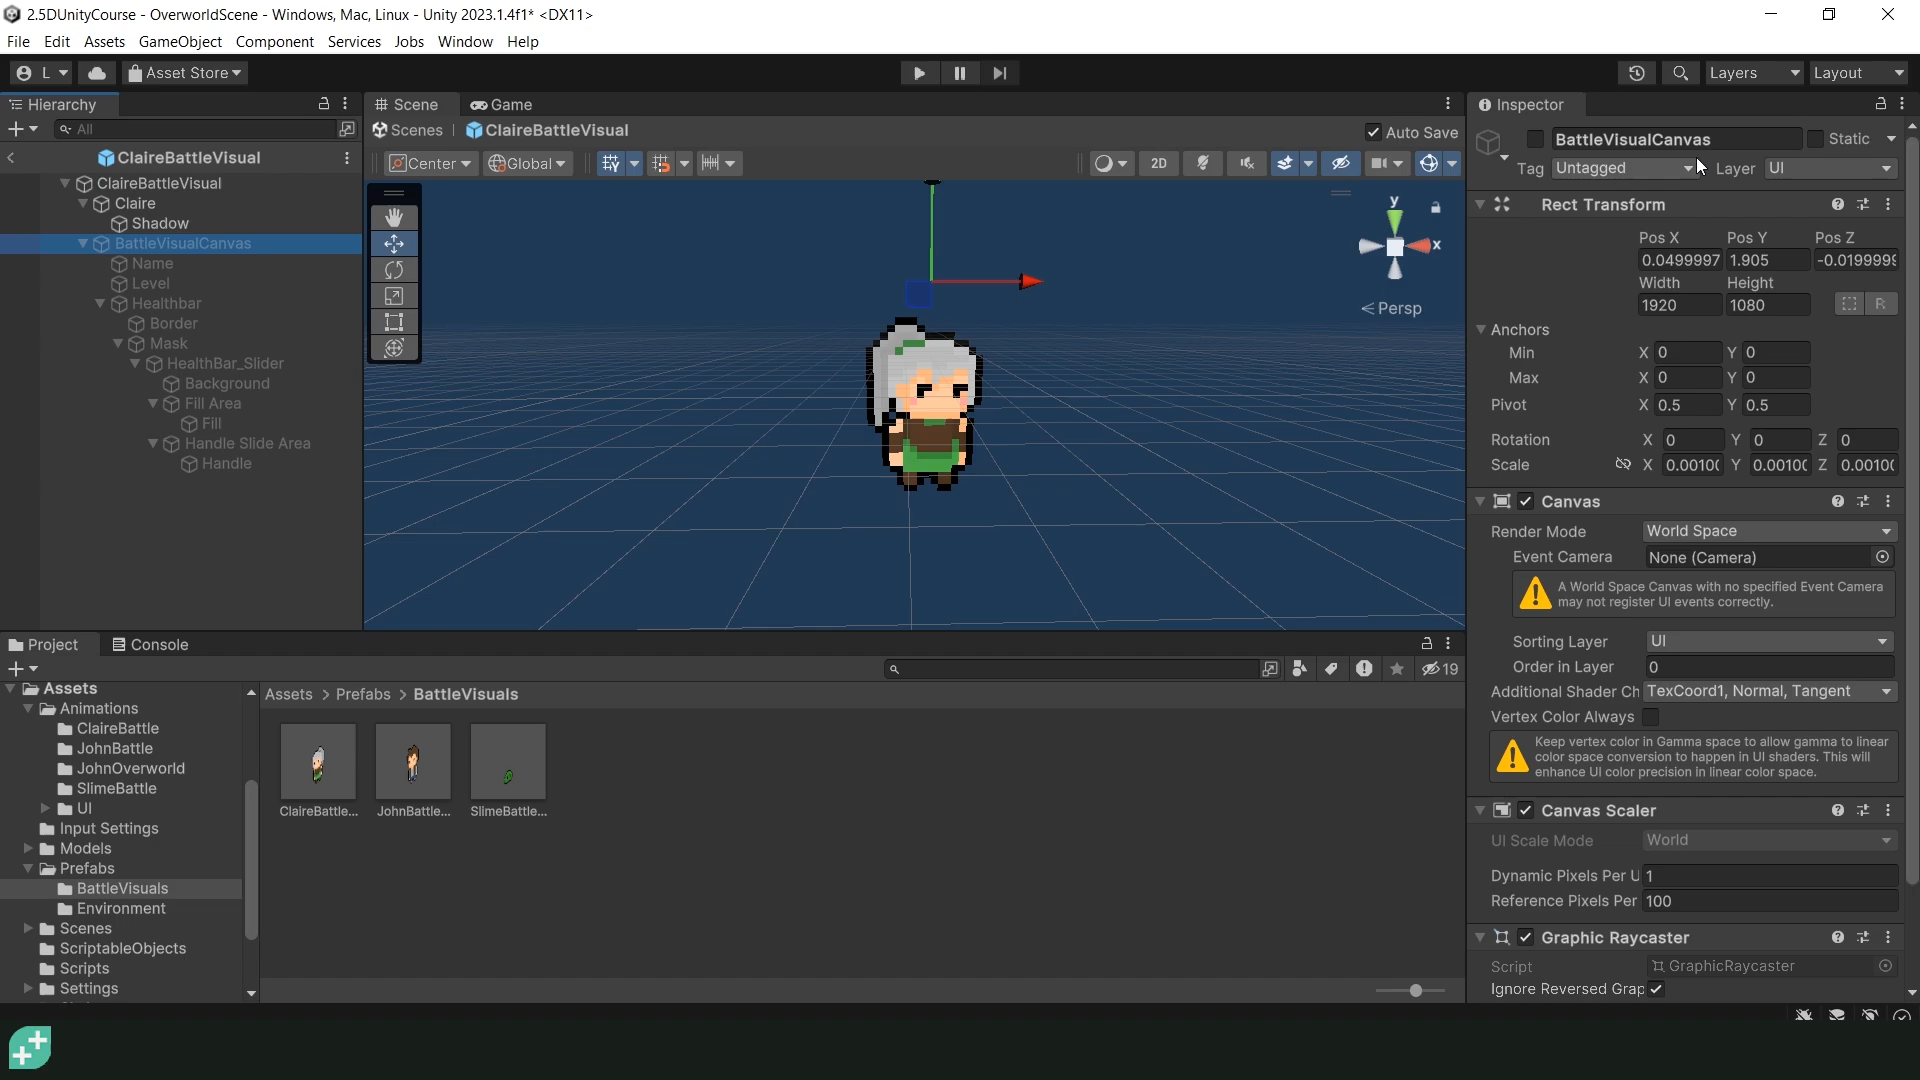 2.5DUnityCourse - OverworldScene - Windows, Mac, Linux - Unity 2023.1.4f1* <DX11>
File Edit Assets GameObject Component Services Jobs Window Help
L Asset Store Layers Layout
Hierarchy
All
ClaireBattleVisual
ClaireBattleVisual
Claire
Shadow
BattleVisualCanvas
Name
Level
Healthbar
Border
Mask
HealthBar_Slider
Background
Fill Area
Fill
Handle Slide Area
Handle
Scene Game
Scenes ClaireBattleVisual Auto Save
Center Global 2D
y
x
Persp
Inspector
BattleVisualCanvas Static
Tag Untagged Layer UI
Rect Transform
Pos X Pos Y Pos Z
0.0499997 1.905 -0.0199999
Width Height
1920 1080 R
Anchors
Min X 0 Y 0
Max X 0 Y 0
Pivot X 0.5 Y 0.5
Rotation X 0 Y 0 Z 0
Scale X 0.0010( Y 0.0010( Z 0.0010(
Canvas
Render Mode World Space
Event Camera None (Camera)
A World Space Canvas with no specified Event Camera
may not register UI events correctly.
Sorting Layer UI
Order in Layer 0
Additional Shader Ch TexCoord1, Normal, Tangent
Vertex Color Always
Keep vertex color in Gamma space to allow gamma to linear
color space conversion to happen in UI shaders. This will
enhance UI color precision in linear color space.
Canvas Scaler
UI Scale Mode World
Dynamic Pixels Per U 1
Reference Pixels Per 100
Graphic Raycaster
Script GraphicRaycaster
Ignore Reversed Grap
Project Console
19
Assets
Animations
ClaireBattle
JohnBattle
JohnOverworld
SlimeBattle
UI
Input Settings
Models
Prefabs
BattleVisuals
Environment
Scenes
ScriptableObjects
Scripts
Settings
Assets > Prefabs > BattleVisuals
ClaireBattle... JohnBattle... SlimeBattle...